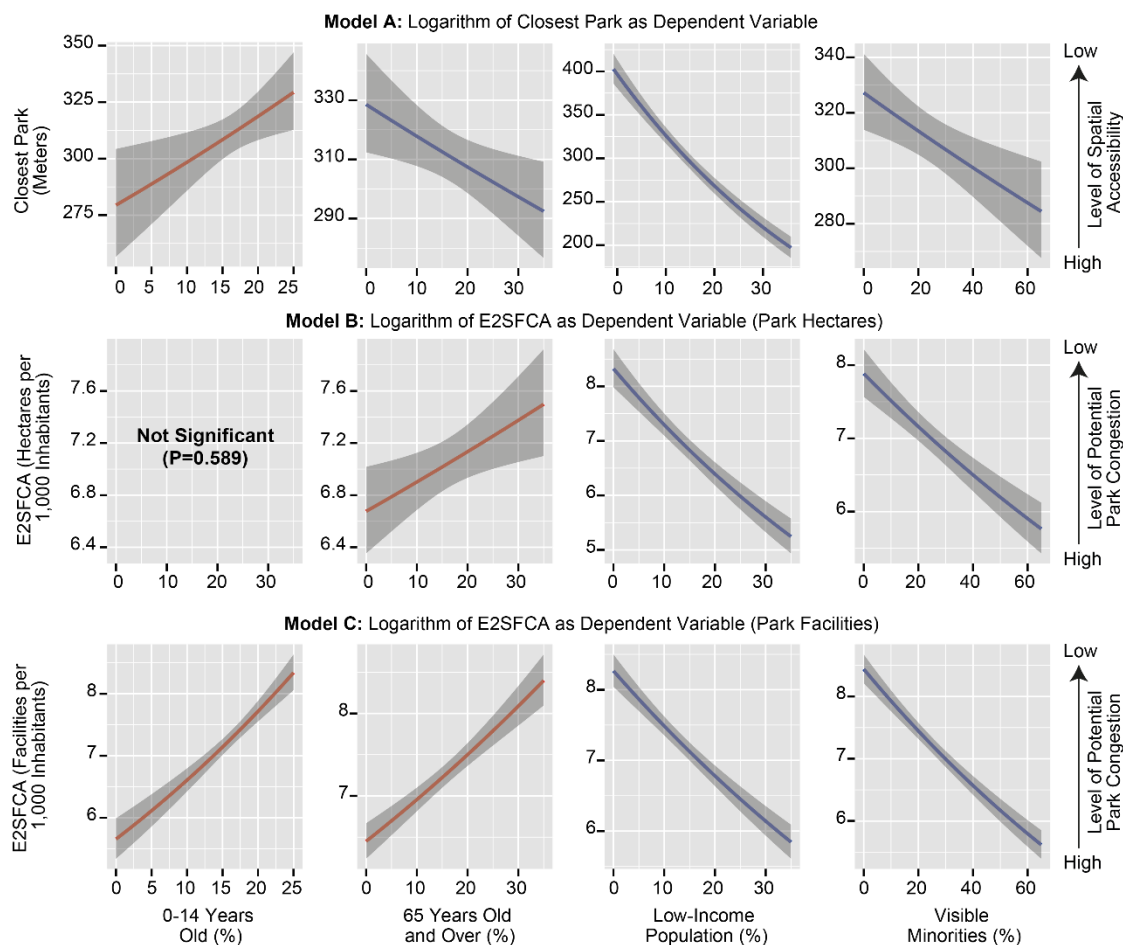 Model A: Logarithm of Closest Park as Dependent Variable
Closest Park
(Meters)
350
325
300
275
0 5 10 15 20 25
330
310
290
0 10 20 30
400
300
250
200
0 10 20 30
340
320
300
280
0 20 40 60
Low
Level of Spatial
Accessibility
High
Model B: Logarithm of E2SFCA as Dependent Variable (Park Hectares)
E2SFCA (Hectares per
1,000 Inhabitants)
7.6
7.2
6.8
6.4
Not Significant
(P=0.589)
0 10 20 30
7.6
7.2
6.8
6.4
0 10 20 30
8
7
6
5
0 10 20 30
8
7
6
0 20 40 60
Low
Level of Potential
Park Congestion
High
Model C: Logarithm of E2SFCA as Dependent Variable (Park Facilities)
E2SFCA (Facilities per
1,000 Inhabitants)
8
7
6
0 5 10 15 20 25
8
7
0 10 20 30
8
7
6
0 10 20 30
8
7
6
0 20 40 60
Low
Level of Potential
Park Congestion
High
0-14 Years
Old (%)
65 Years Old
and Over (%)
Low-Income
Population (%)
Visible
Minorities (%)